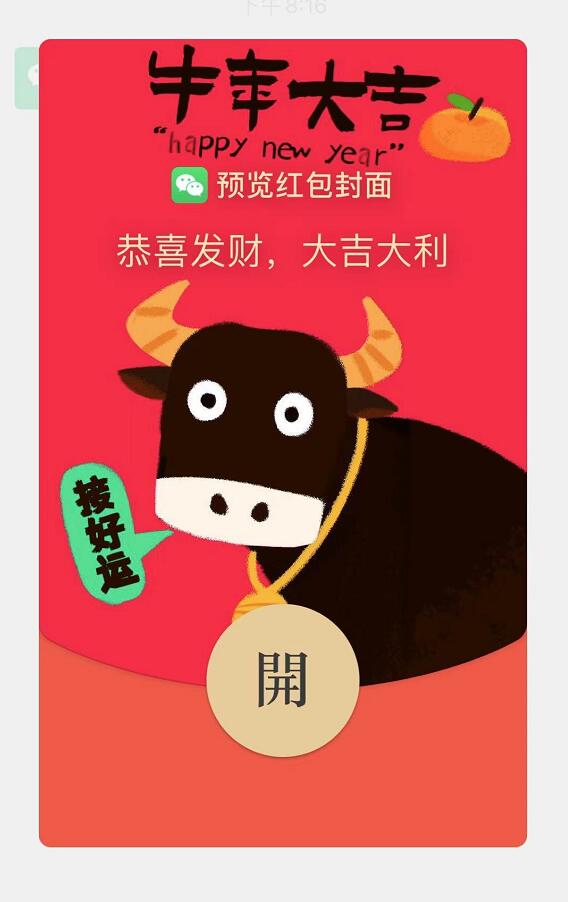 下午 8:16
牛年大吉
“happy new year”
预览红包封面
恭喜发财，大吉大利
接好运
開